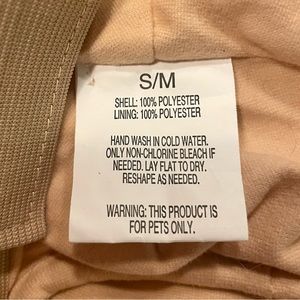 S/M
SHELL: 100% POLYESTER
LINING: 100% POLYESTER
HAND WASH IN COLD WATER.
ONLY NON-CHLORINE BLEACH IF
NEEDED. LAY FLAT TO DRY.
RESHAPE AS NEEDED.
WARNING: THIS PRODUCT IS
FOR PETS ONLY.